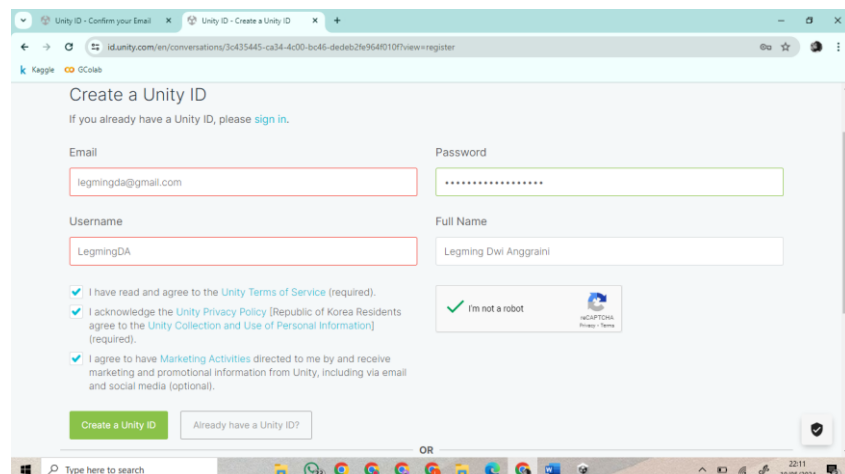 Unity ID - Confirm your Email
Unity ID - Create a Unity ID
id.unity.com/en/conversations/3c435445-ca34-4c00-bc46-dedeb2fe964f010f?view=register
Kaggle
GColab
Create a Unity ID
If you already have a Unity ID, please sign in.
Email
Password
legmingda@gmail.com
Username
Full Name
LegmingDA
Legming Dwi Anggraini
I have read and agree to the Unity Terms of Service (required).
I acknowledge the Unity Privacy Policy [Republic of Korea Residents
agree to the Unity Collection and Use of Personal Information]
(required).
I'm not a robot
reCAPTCHA
Privacy - Terms
I agree to have Marketing Activities directed to me by and receive
marketing and promotional information from Unity, including via email
and social media (optional).
Create a Unity ID
Already have a Unity ID?
OR
Type here to search
22:11